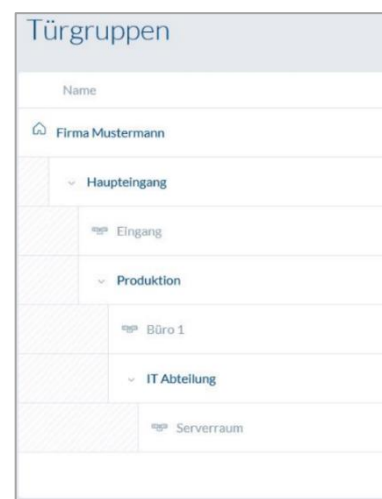 Türgruppen
Name
Firma Mustermann
Haupteingang
Eingang
Produktion
Büro 1
IT Abteilung
Serverraum